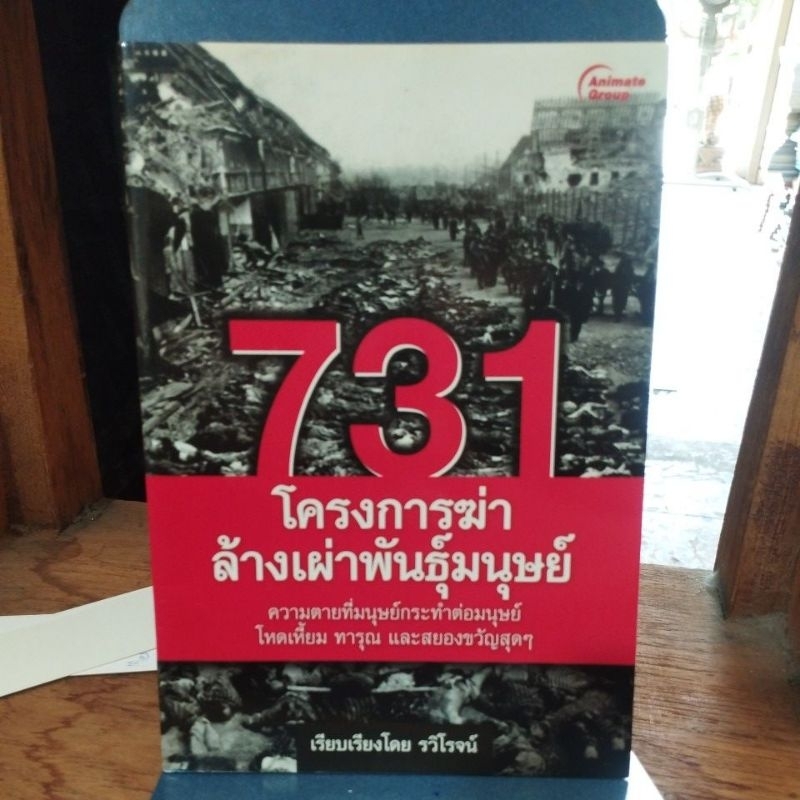 Animate
Group
731
โครงการฆ่า
ล้างเผ่าพันธุ์มนุษย์
ความตายที่มนุษย์กระทำต่อมนุษย์
โหดเหี้ยม ทารุณ และสยองขวัญสุดๆ
เรียบเรียงโดย รวิโรจน์